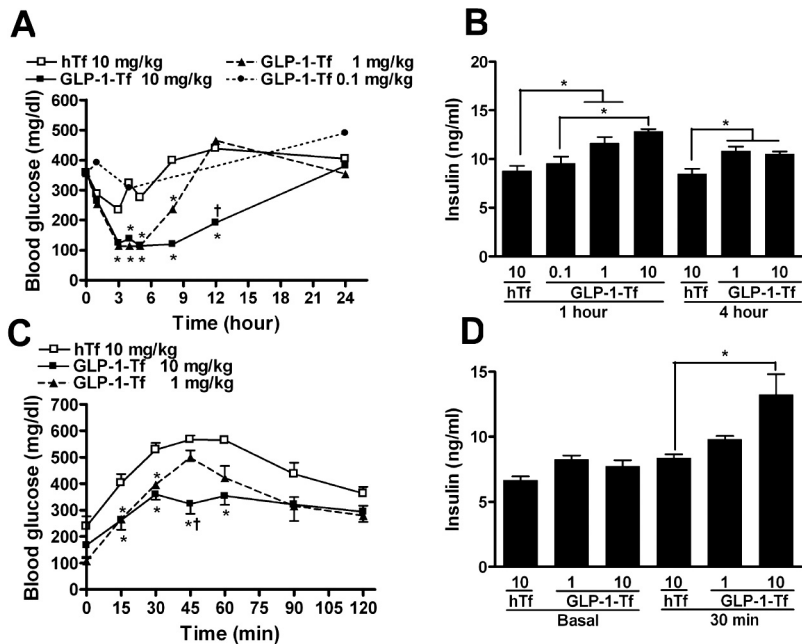 A
hTf 10 mg/kg
GLP-1-Tf 1 mg/kg
GLP-1-Tf 10 mg/kg
GLP-1-Tf 0.1 mg/kg
Blood glucose (mg/dl)
600
500
400
300
200
100
0
*
*
*
†
* * *
*
*
0 3 6 9 12 15 18 21 24
Time (hour)
B
Insulin (ng/ml)
20
15
10
5
0
*
*
*
10 0.1 1 10 10 1 10
hTf GLP-1-Tf hTf GLP-1-Tf
1 hour 4 hour
C
hTf 10 mg/kg
GLP-1-Tf 10 mg/kg
GLP-1-Tf 1 mg/kg
Blood glucose (mg/dl)
700
600
500
400
300
200
100
0
*
*
*
*
*†
*
0 15 30 45 60 75 90 105 120
Time (min)
D
Insulin (ng/ml)
20
15
10
5
0
*
10 1 10 10 1 10
hTf GLP-1-Tf hTf GLP-1-Tf
Basal 30 min